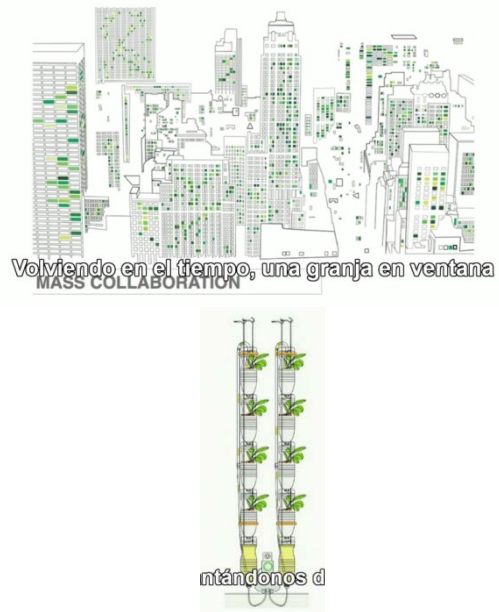 Volviendo en el tiempo, una granja en ventana
MASS COLLABORATION
ntándonos d